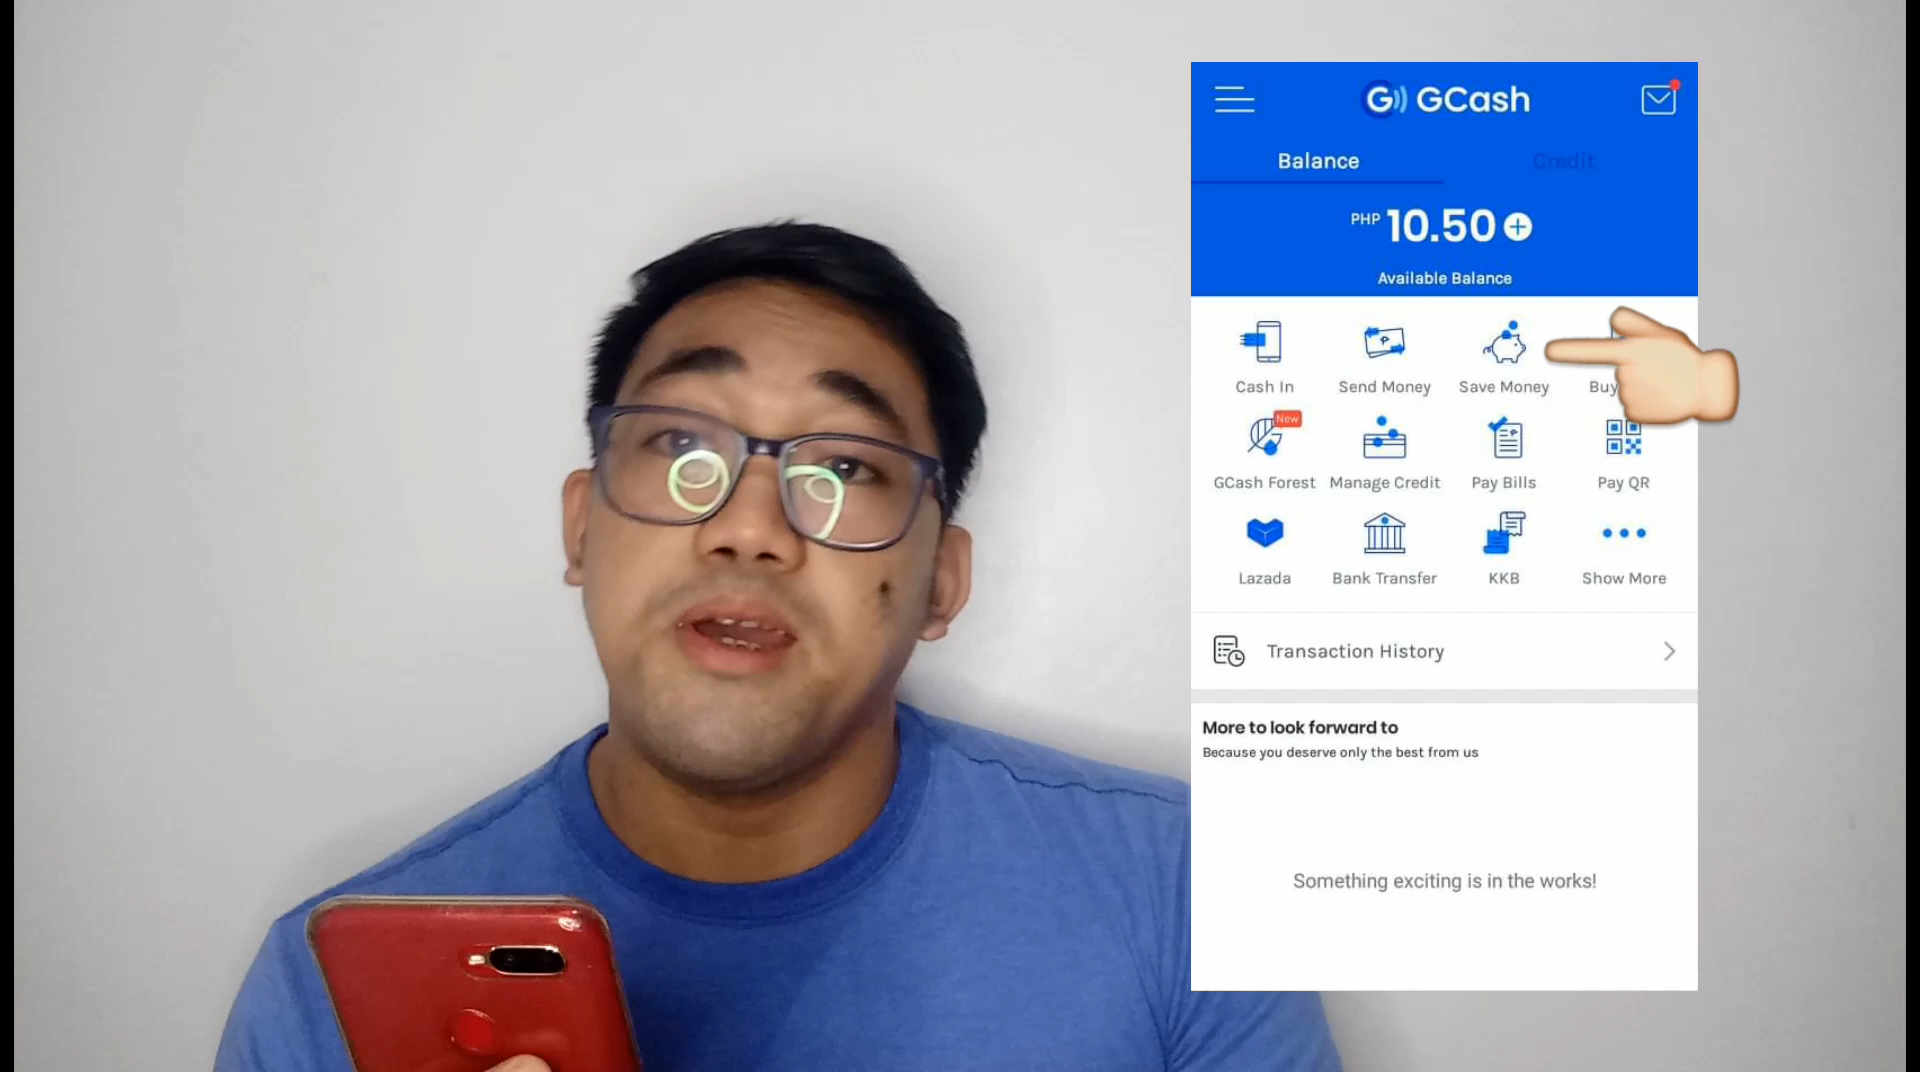 GCash
Balance Credit
PHP 10.50
Available Balance
Cash In Send Money Save Money Buy
New
GCash Forest Manage Credit Pay Bills Pay QR
Lazada Bank Transfer KKB Show More
Transaction History
More to look forward to
Because you deserve only the best from us
Something exciting is in the works!